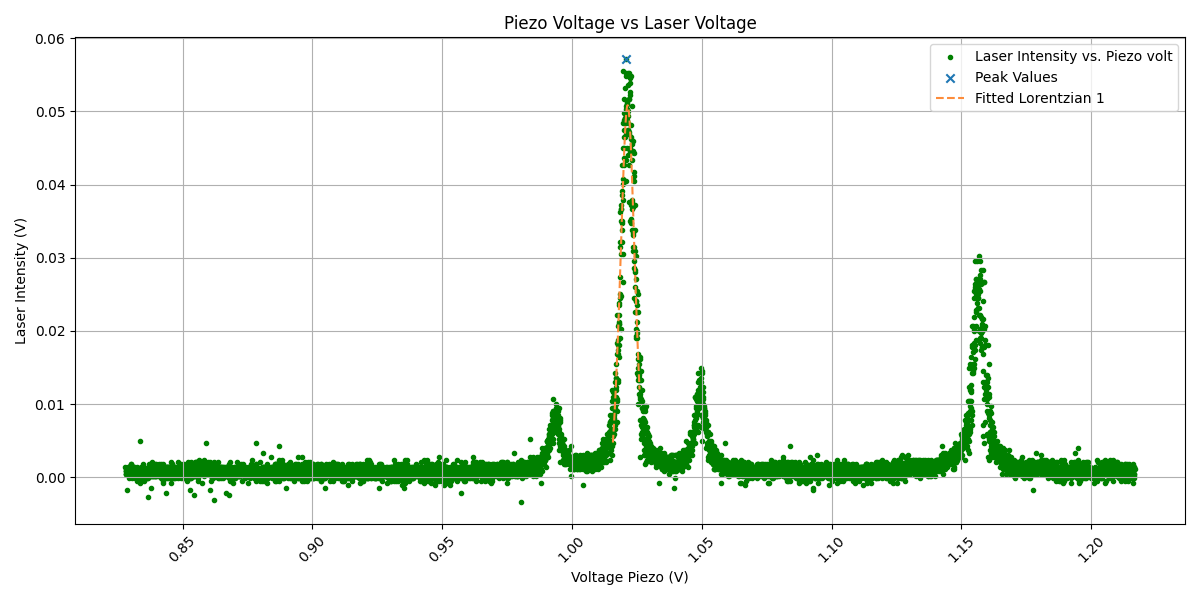 Piezo Voltage vs Laser Voltage
Laser Intensity vs. Piezo volt
Peak Values
Fitted Lorentzian 1
Laser Intensity (V)
0.06
0.05
0.04
0.03
0.02
0.01
0.00
0.85
0.90
0.95
1.00
1.05
1.10
1.15
1.20
Voltage Piezo (V)